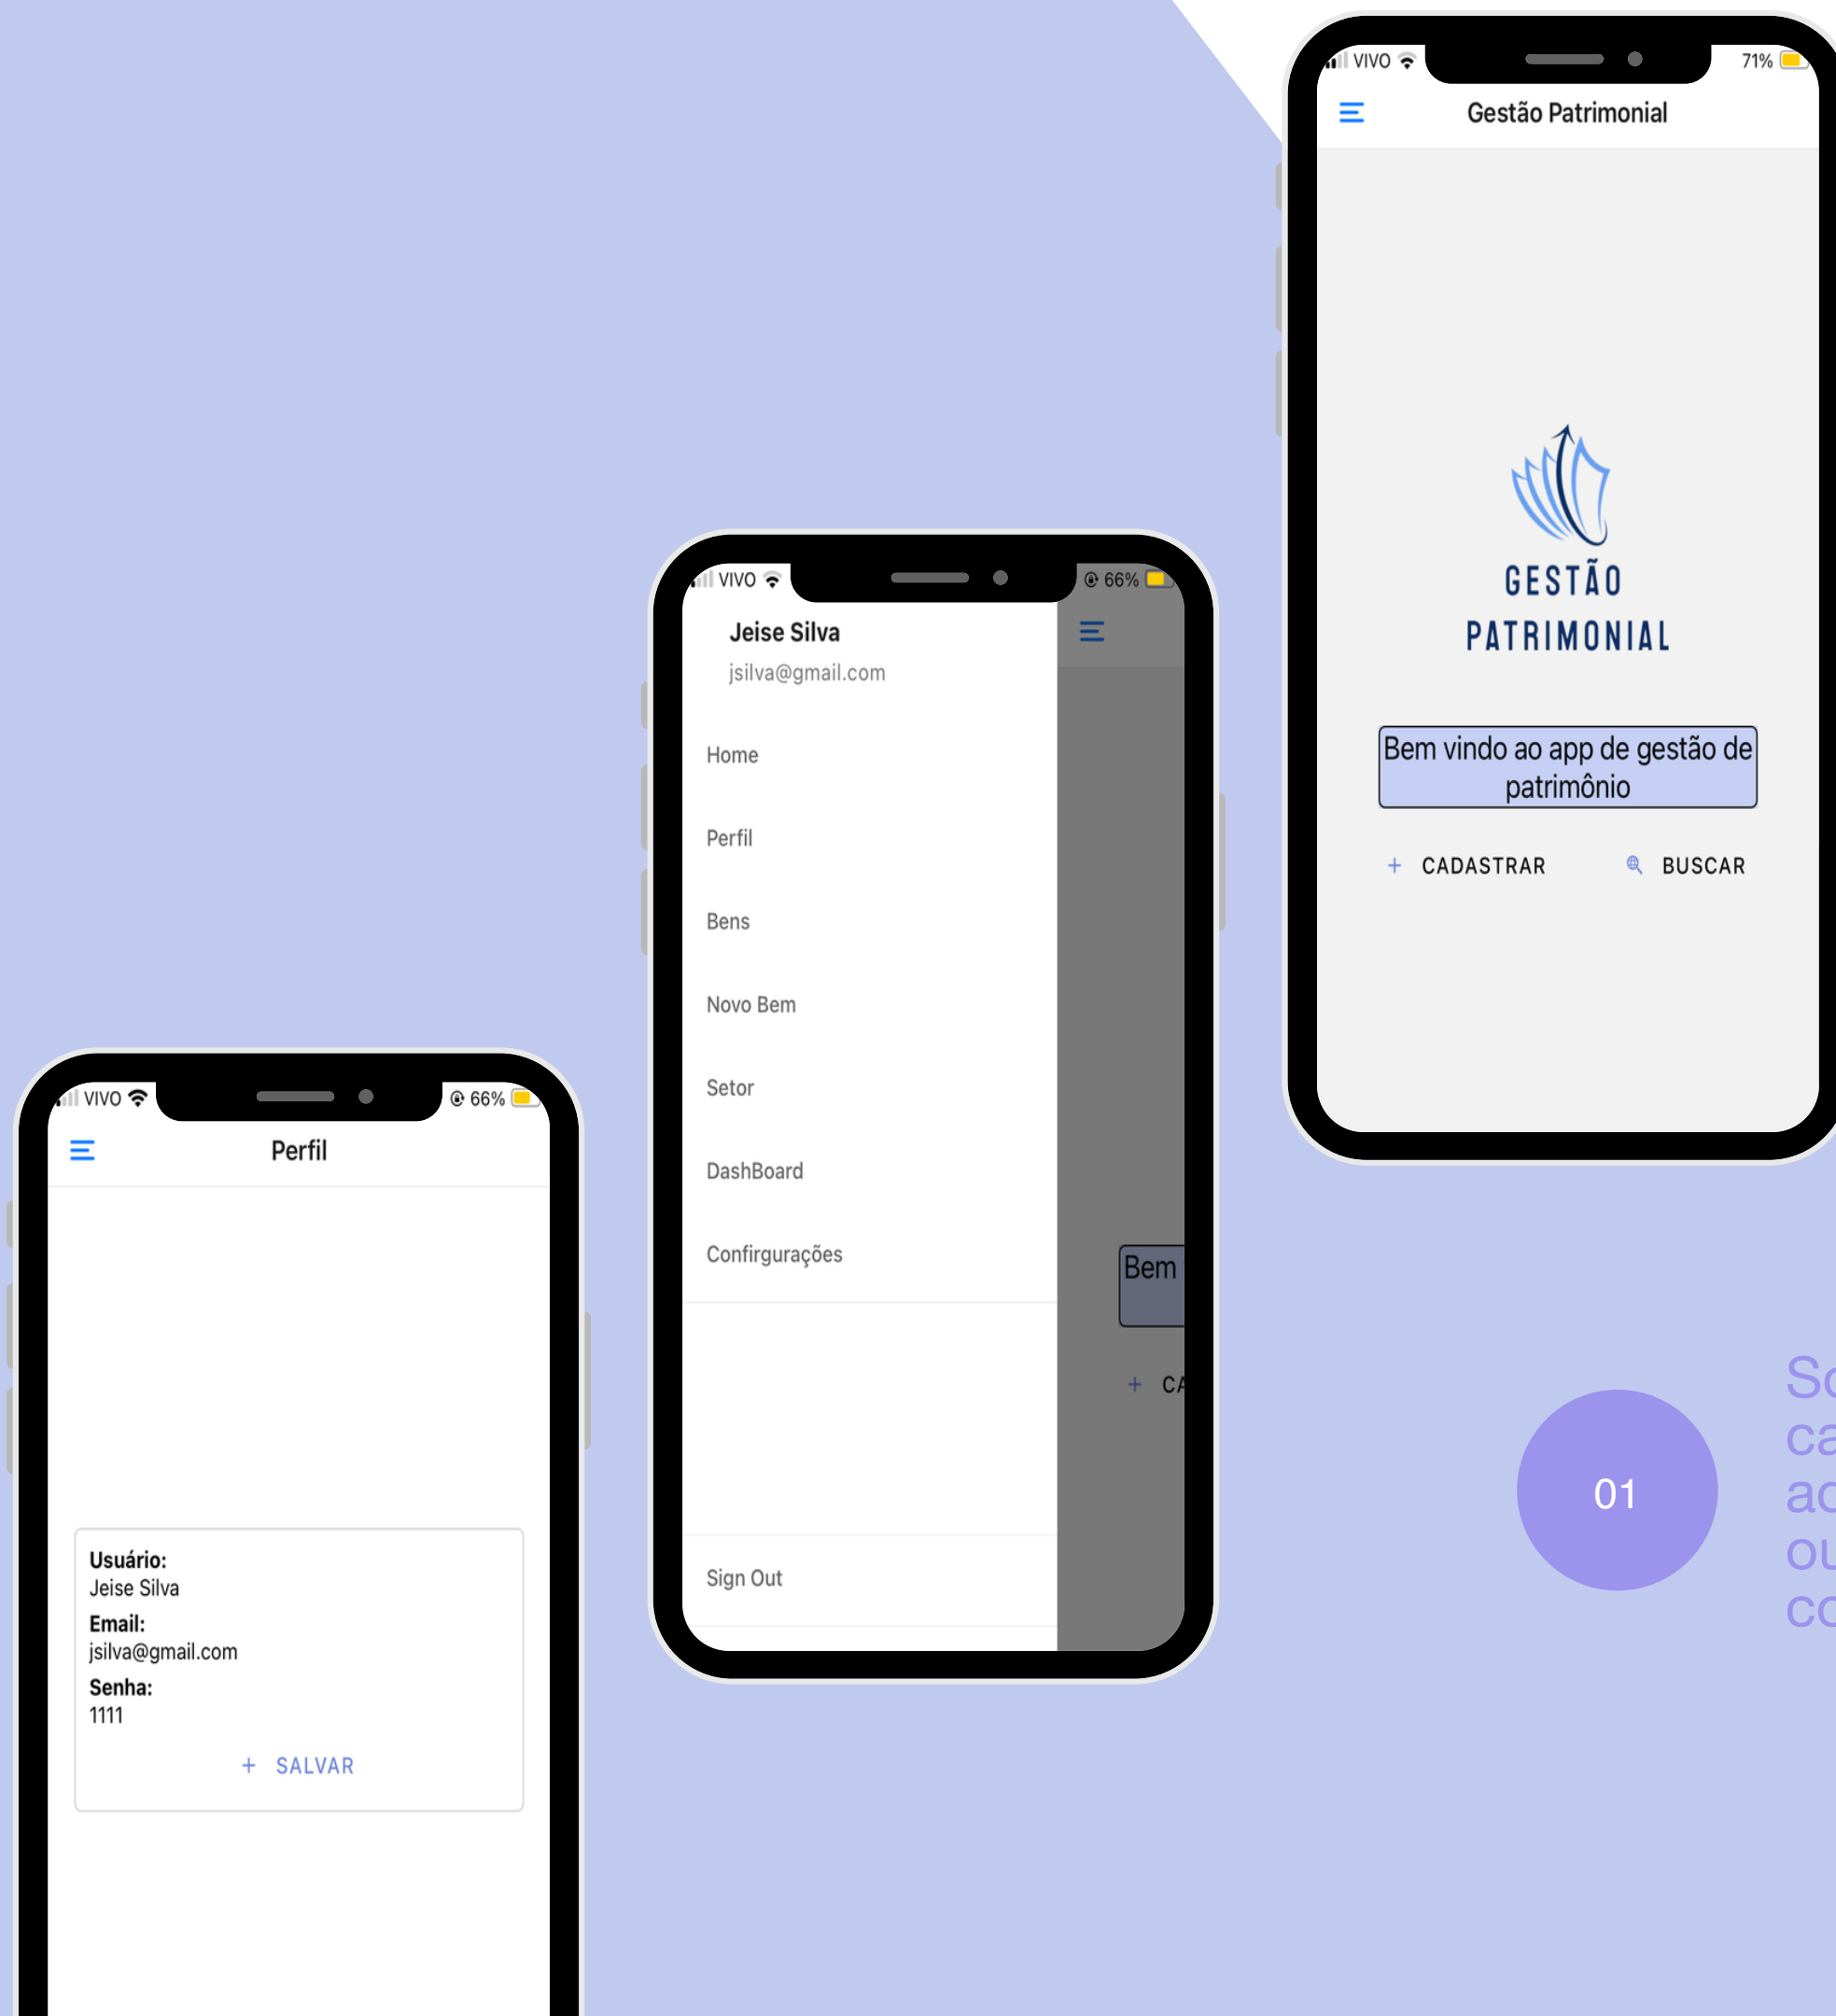 VIVO
71%
Gestão Patrimonial
GESTÃO
PATRIMONIAL
Bem vindo ao app de gestão de
patrimônio
+ CADASTRAR
BUSCAR
VIVO
66%
Jeise Silva
jsilva@gmail.com
Home
Perfil
Bens
Novo Bem
Setor
DashBoard
Confirgurações
Bem
+ CA
Sign Out
VIVO
66%
Perfil
Usuário:
Jeise Silva
Email:
jsilva@gmail.com
Senha:
1111
+ SALVAR
01